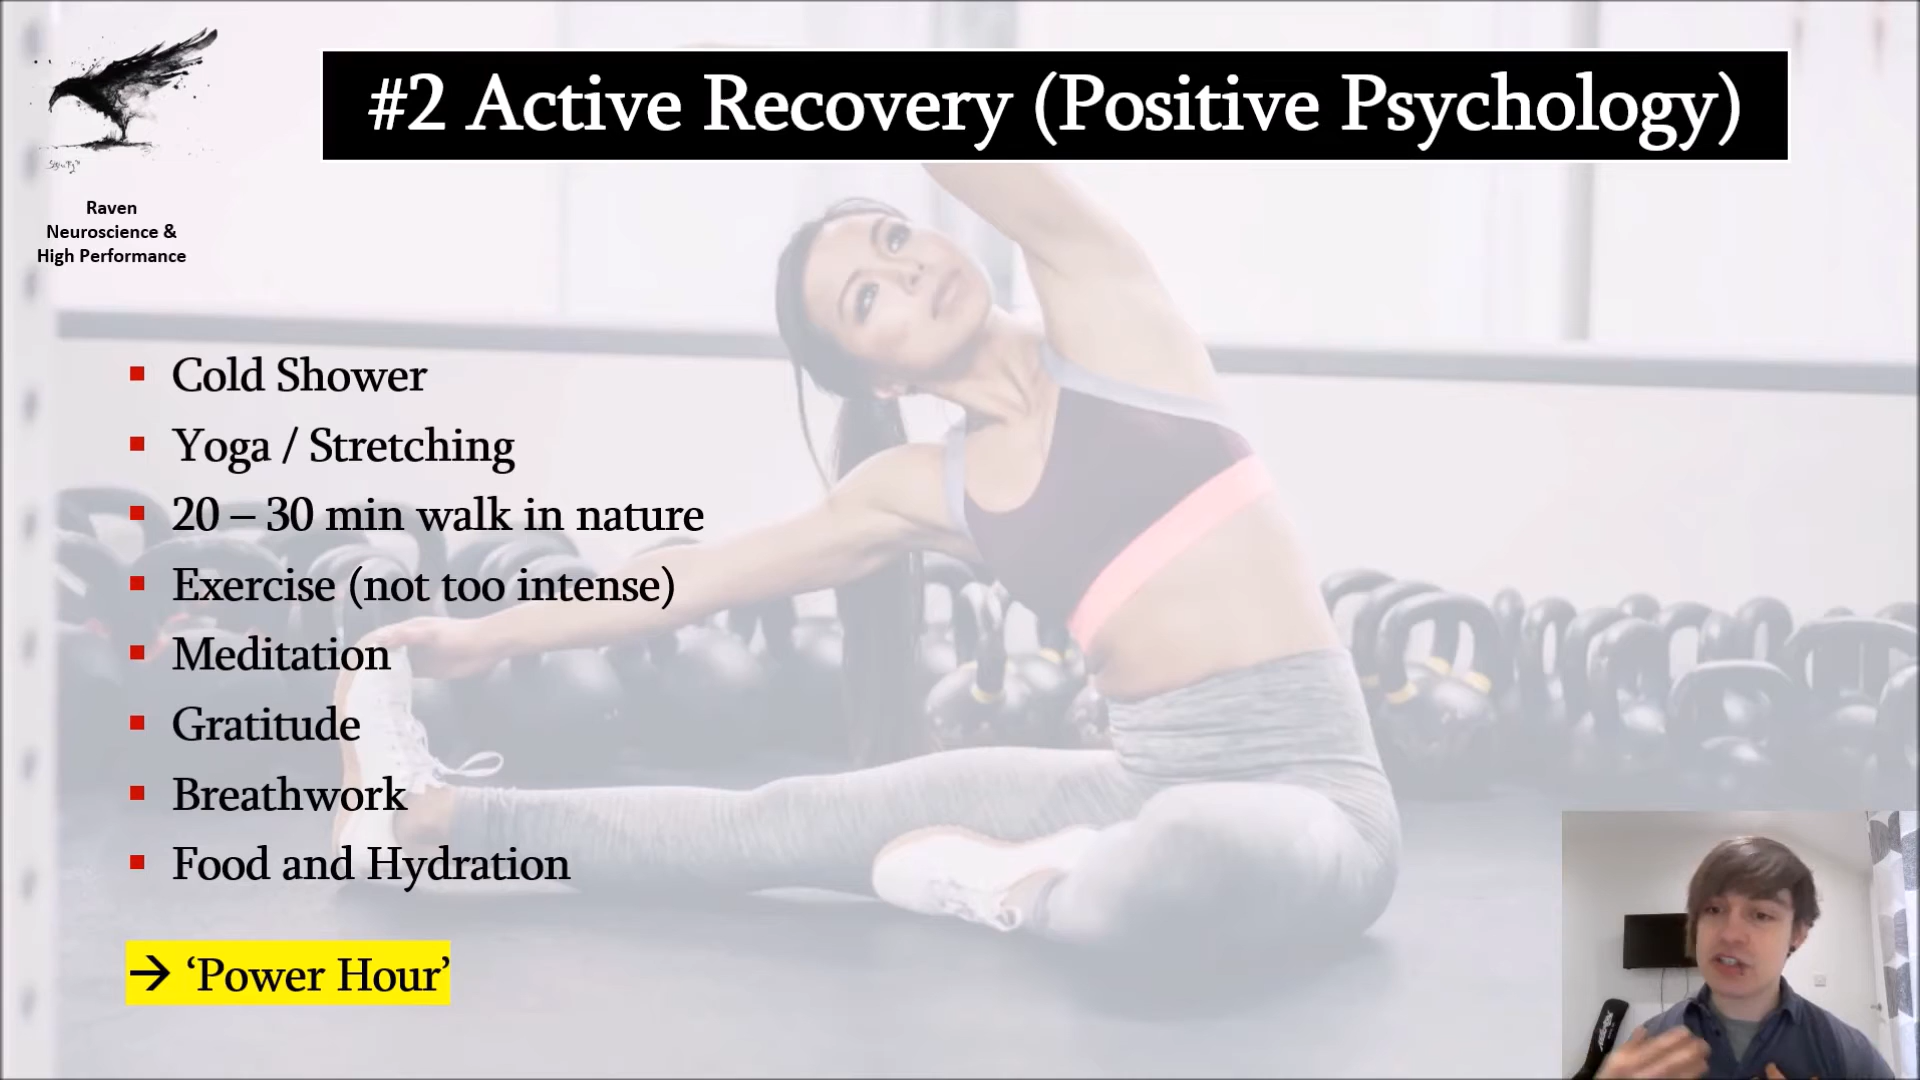 #2 Active Recovery (Positive Psychology)
Raven
Neuroscience &
High Performance
▪ Cold Shower
▪ Yoga / Stretching
▪ 20 – 30 min walk in nature
▪ Exercise (not too intense)
▪ Meditation
▪ Gratitude
▪ Breathwork
▪ Food and Hydration
→ ‘Power Hour’